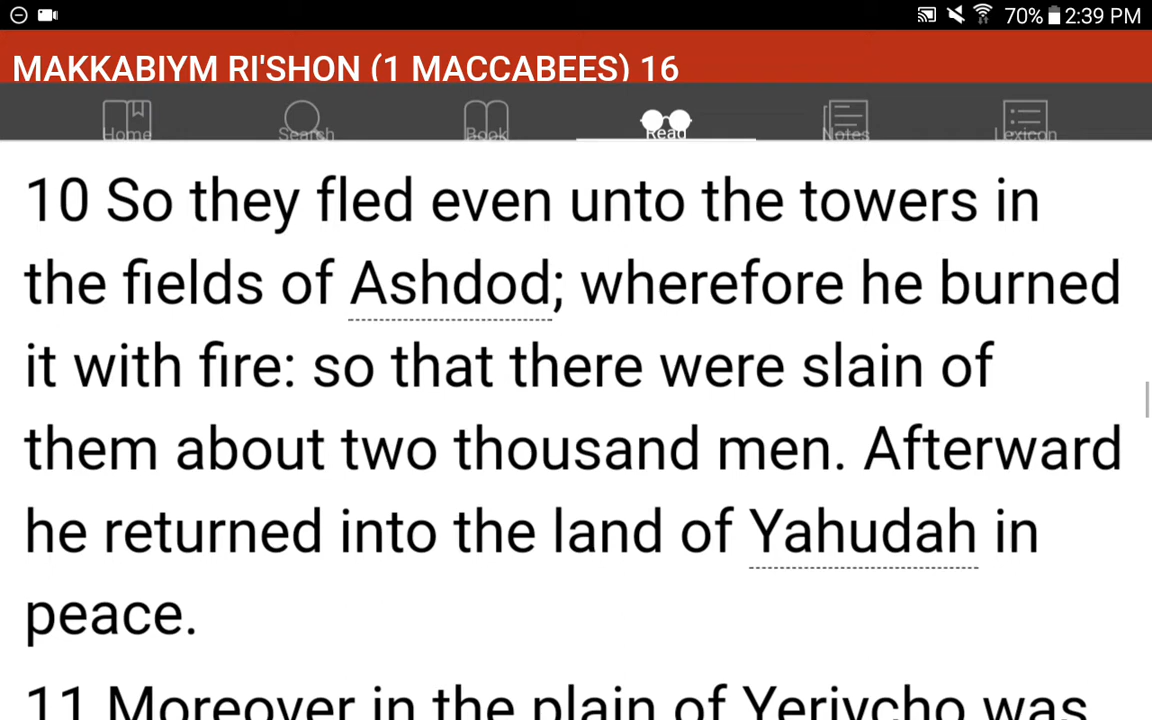 70% 2:39 PM
MAKKABIYM RI'SHON (1 MACCABEES) 16
Home Search Book Read Notes Lexicon
10 So they fled even unto the towers in
the fields of Ashdod; wherefore he burned
it with fire: so that there were slain of
them about two thousand men. Afterward
he returned into the land of Yahudah in
peace.
11 Moreover in the plain of Yeriycho was